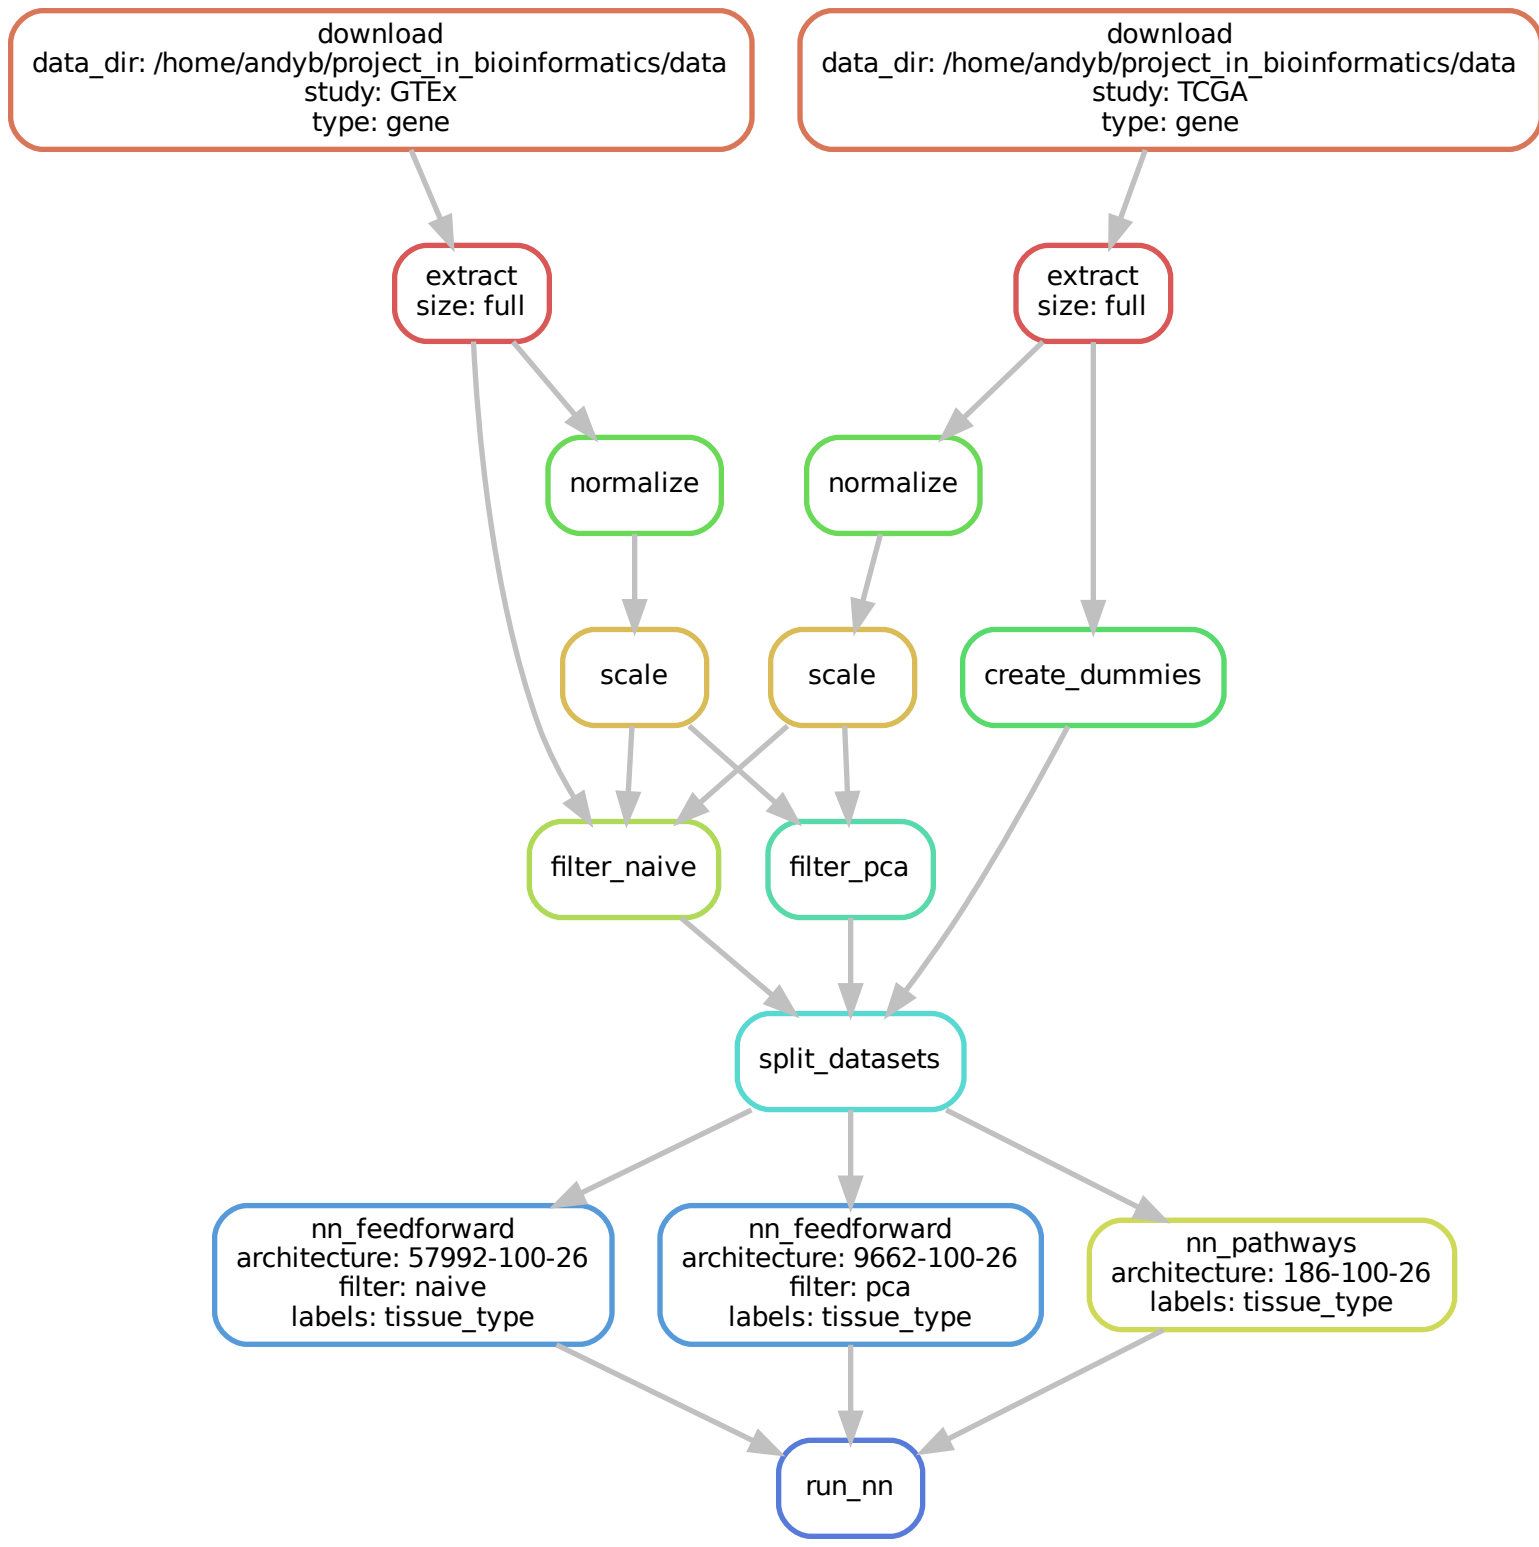 download
data_dir: /home/andyb/project_in_bioinformatics/data
study: GTEx
type: gene
download
data_dir: /home/andyb/project_in_bioinformatics/data
study: TCGA
type: gene
extract
size: full
extract
size: full
normalize
normalize
scale
scale
create_dummies
filter_naive
filter_pca
split_datasets
nn_feedforward
architecture: 57992-100-26
filter: naive
labels: tissue_type
nn_feedforward
architecture: 9662-100-26
filter: pca
labels: tissue_type
nn_pathways
architecture: 186-100-26
labels: tissue_type
run_nn